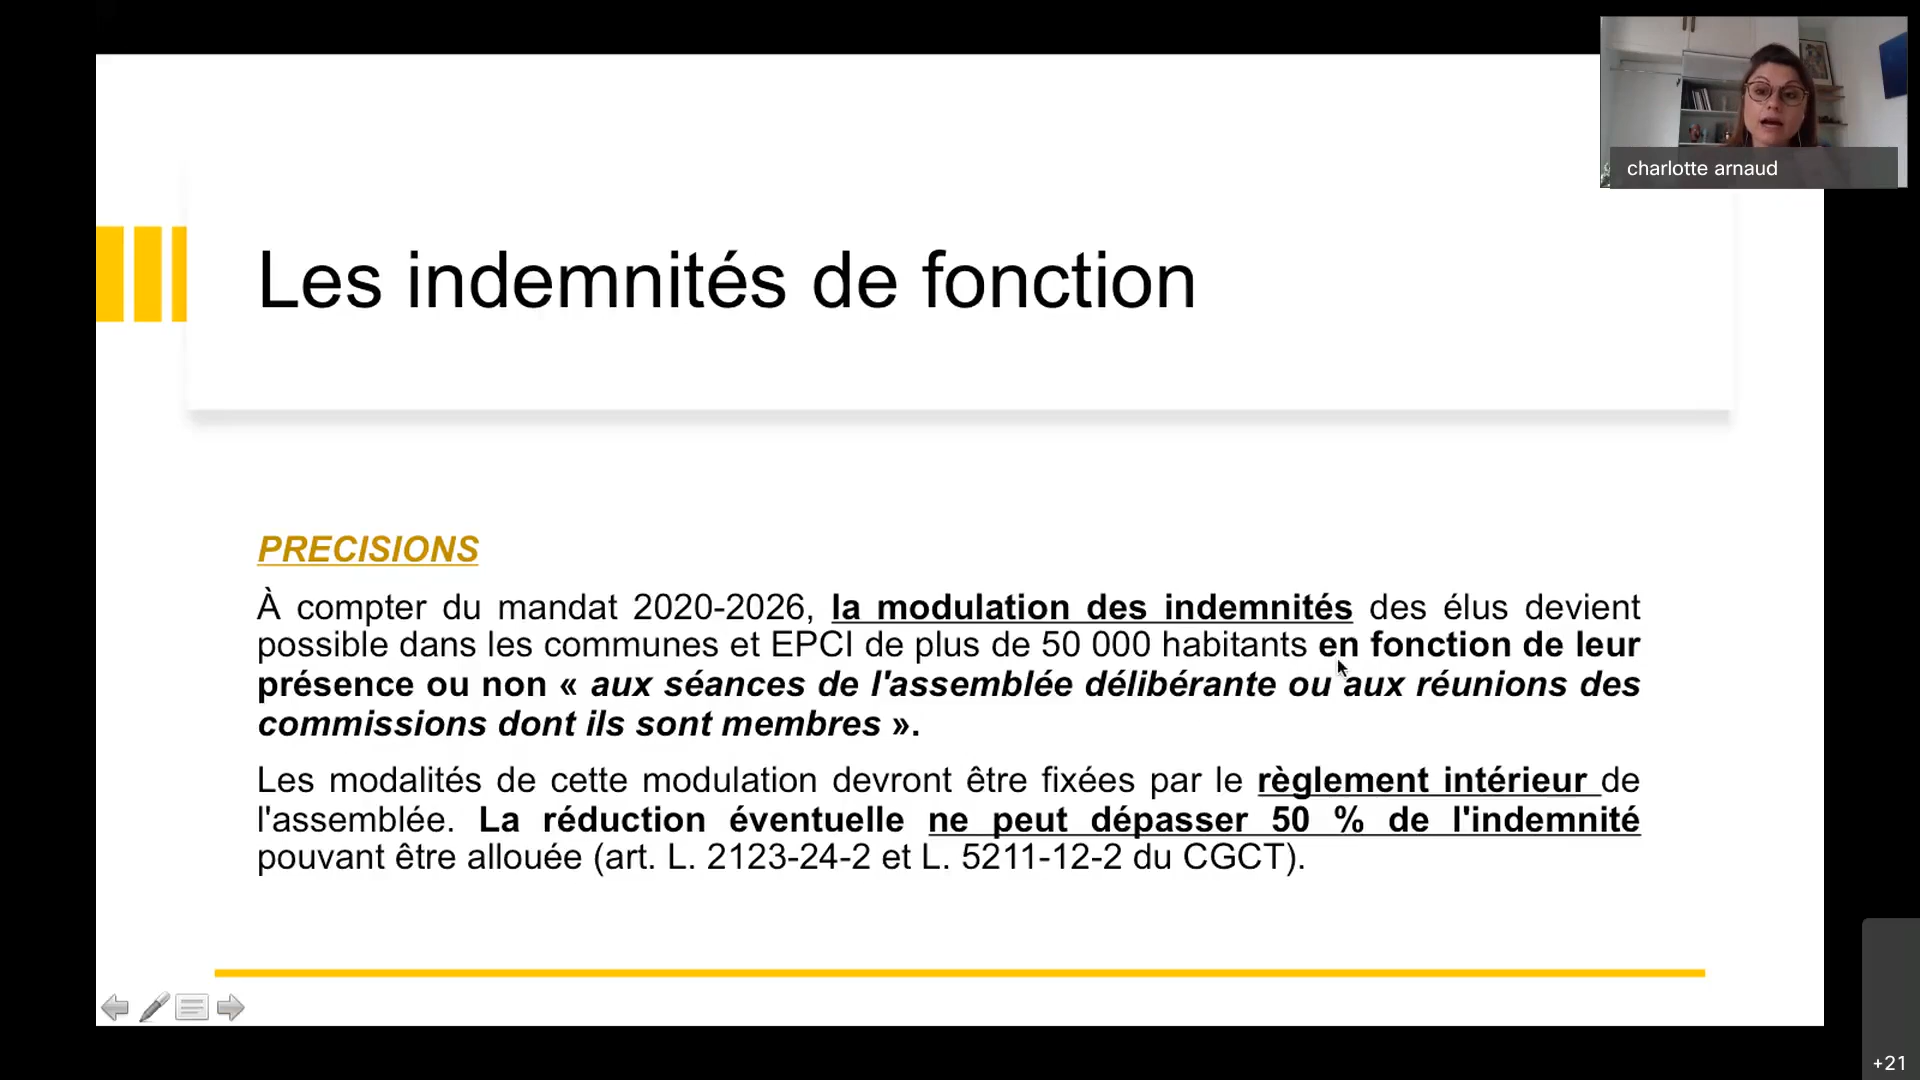 charlotte arnaud
Les indemnités de fonction
PRECISIONS
À compter du mandat 2020-2026, la modulation des indemnités des élus devient
possible dans les communes et EPCI de plus de 50 000 habitants en fonction de leur
présence ou non « aux séances de l'assemblée délibérante ou aux réunions des
commissions dont ils sont membres ».
Les modalités de cette modulation devront être fixées par le règlement intérieur de
l'assemblée. La réduction éventuelle ne peut dépasser 50 % de l'indemnité
pouvant être allouée (art. L. 2123-24-2 et L. 5211-12-2 du CGCT).
+21